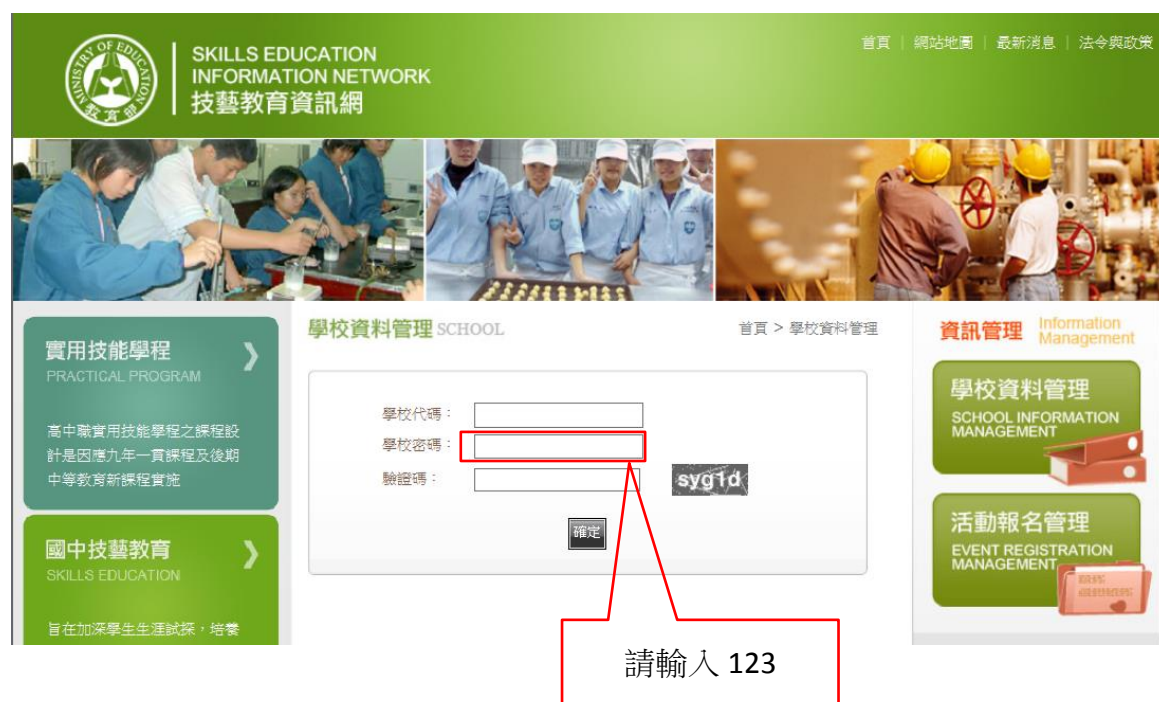 首頁 | 網站地圖 | 最新消息 | 法令與政策
MINISTRY OF EDUCATION
教育部
SKILLS EDUCATION
INFORMATION NETWORK
技藝教育資訊網
實用技能學程
PRACTICAL PROGRAM
高中職實用技能學程之課程設
計是因應九年一貫課程及後期
中等教育新課程實施
國中技藝教育
SKILLS EDUCATION
旨在加深學生生涯試探,培養
學校資料管理 SCHOOL
首頁 > 學校資料管理
學校代碼:
學校密碼:
驗證碼:
syg1d
確定
請輸入 123
資訊管理 Information
Management
學校資料管理
SCHOOL INFORMATION
MANAGEMENT
活動報名管理
EVENT REGISTRATION
MANAGEMENT